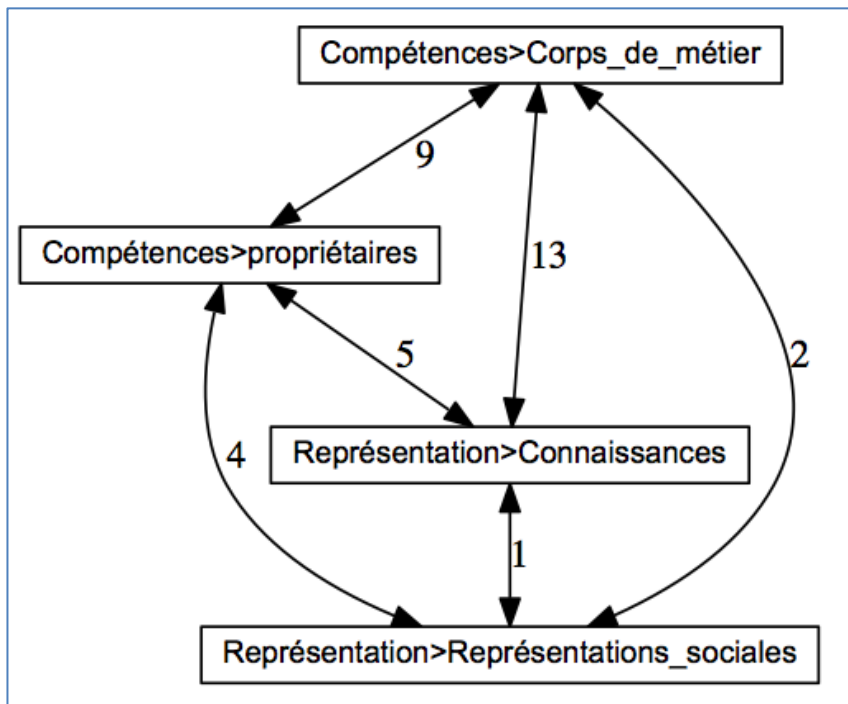 Compétences>Corps_de_métier
9
Compétences>propriétaires
13
5
2
Représentation>Connaissances
4
1
Représentation>Représentations_sociales